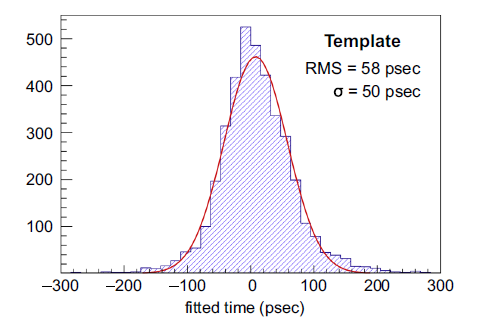 500
400
300
200
100
Template
RMS = 58 psec
σ = 50 psec
−300 −200 −100 0 100 200 300
fitted time (psec)